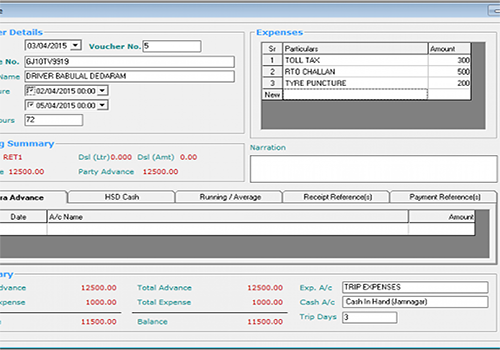 er Details
03/04/2015 Voucher No. 5
e No. GJ10TV9919
Name DRIVER BABULAL DEDARAM
ure 02/04/2015 00:00
05/04/2015 00:00
ours 72
Expenses
Sr Particulars Amount
1 TOLL TAX 300
2 RTO CHALLAN 500
3 TYRE PUNCTURE 200
New
g Summary
RET1 Dsl (Ltr) 0.000 Dsl (Amt) 0.00
e 12500.00 Party Advance 12500.00
Narration
ra Advance HSD Cash Running / Average Receipt Reference(s) Payment Reference(s)
Date A/c Name Amount
ary
dvance 12500.00 Total Advance 12500.00 Exp. A/c TRIP EXPENSES
xpense 1000.00 Total Expense 1000.00 Cash A/c Cash In Hand (Jamnagar)
11500.00 Balance 11500.00 Trip Days 3